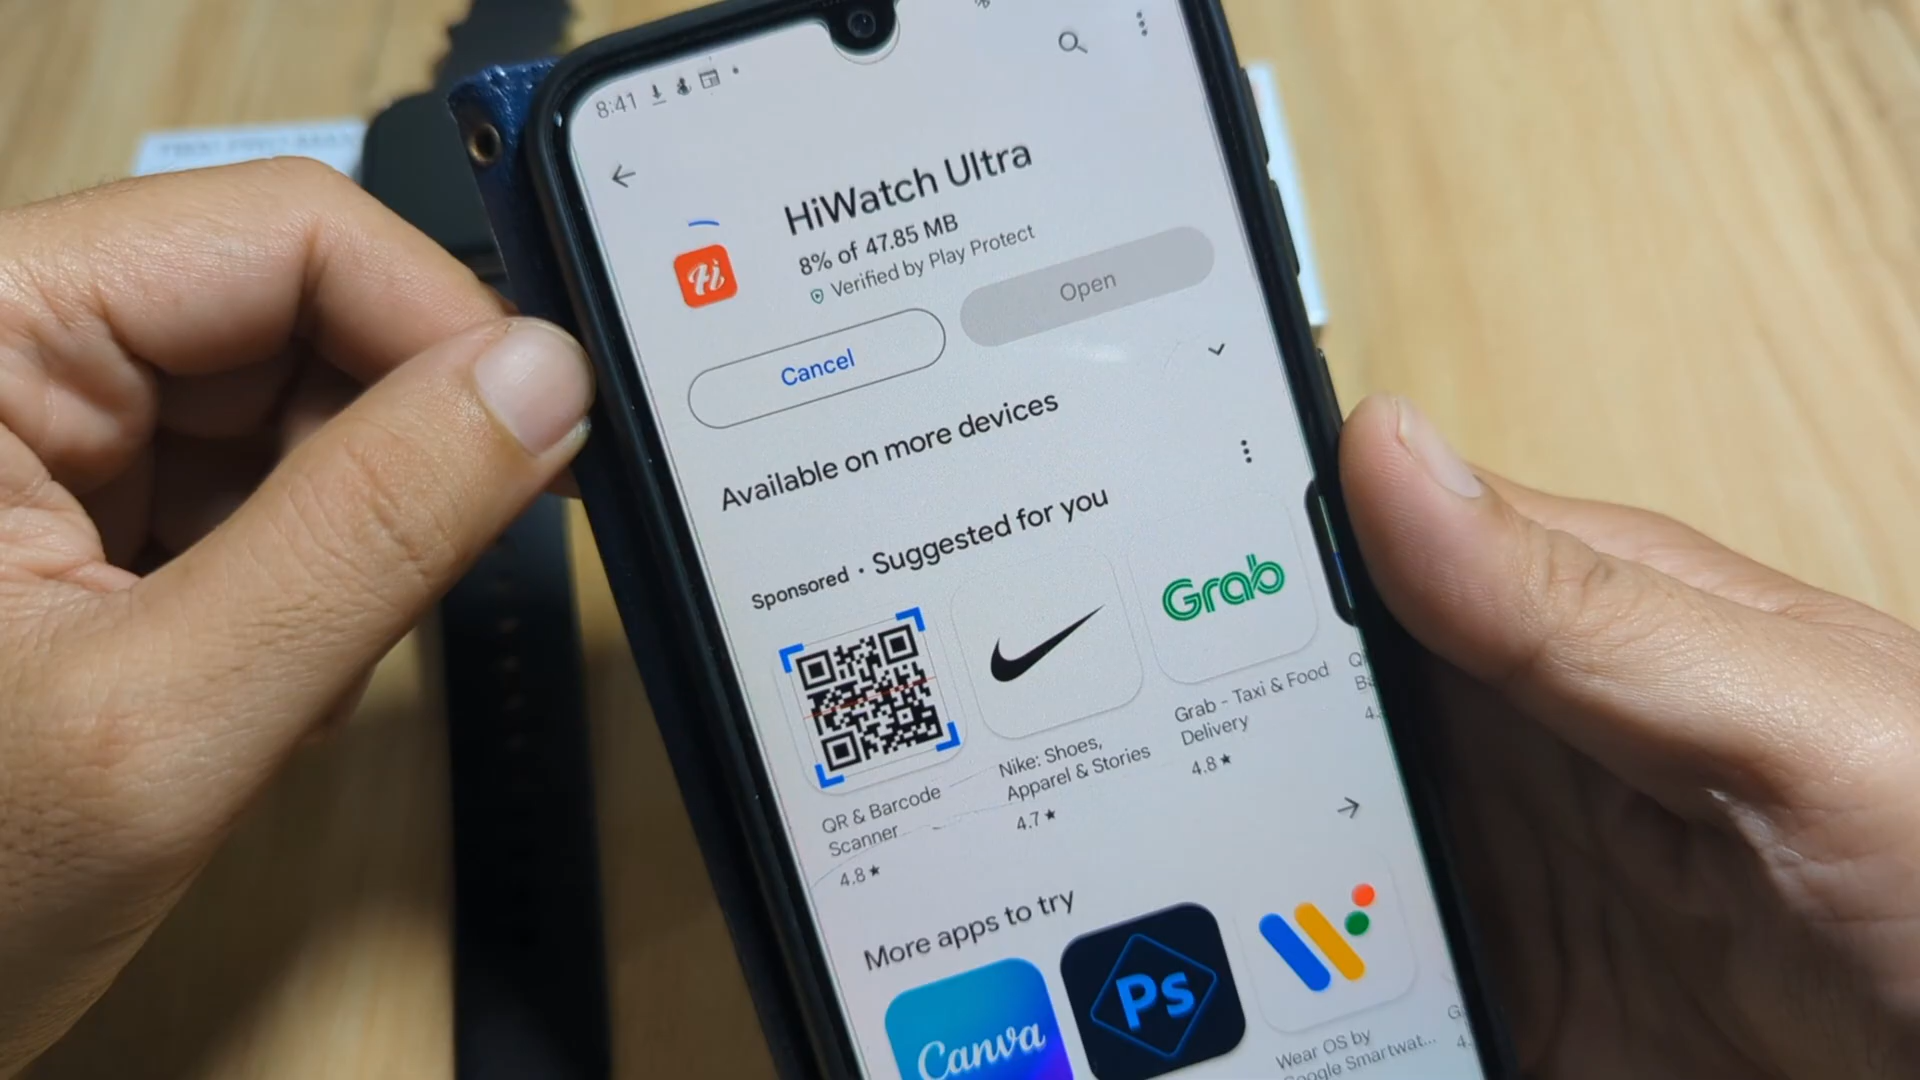 8:41
HiWatch Ultra
8% of 47.85 MB
Verified by Play Protect
Hi
Cancel
Open
Available on more devices
Sponsored · Suggested for you
Grab
QR & Barcode
Scanner
4.8 ★
Nike: Shoes,
Apparel & Stories
4.7 ★
Grab - Taxi & Food
Delivery
4.8 ★
More apps to try
Canva
Ps
Wear OS by
Google Smartwat...